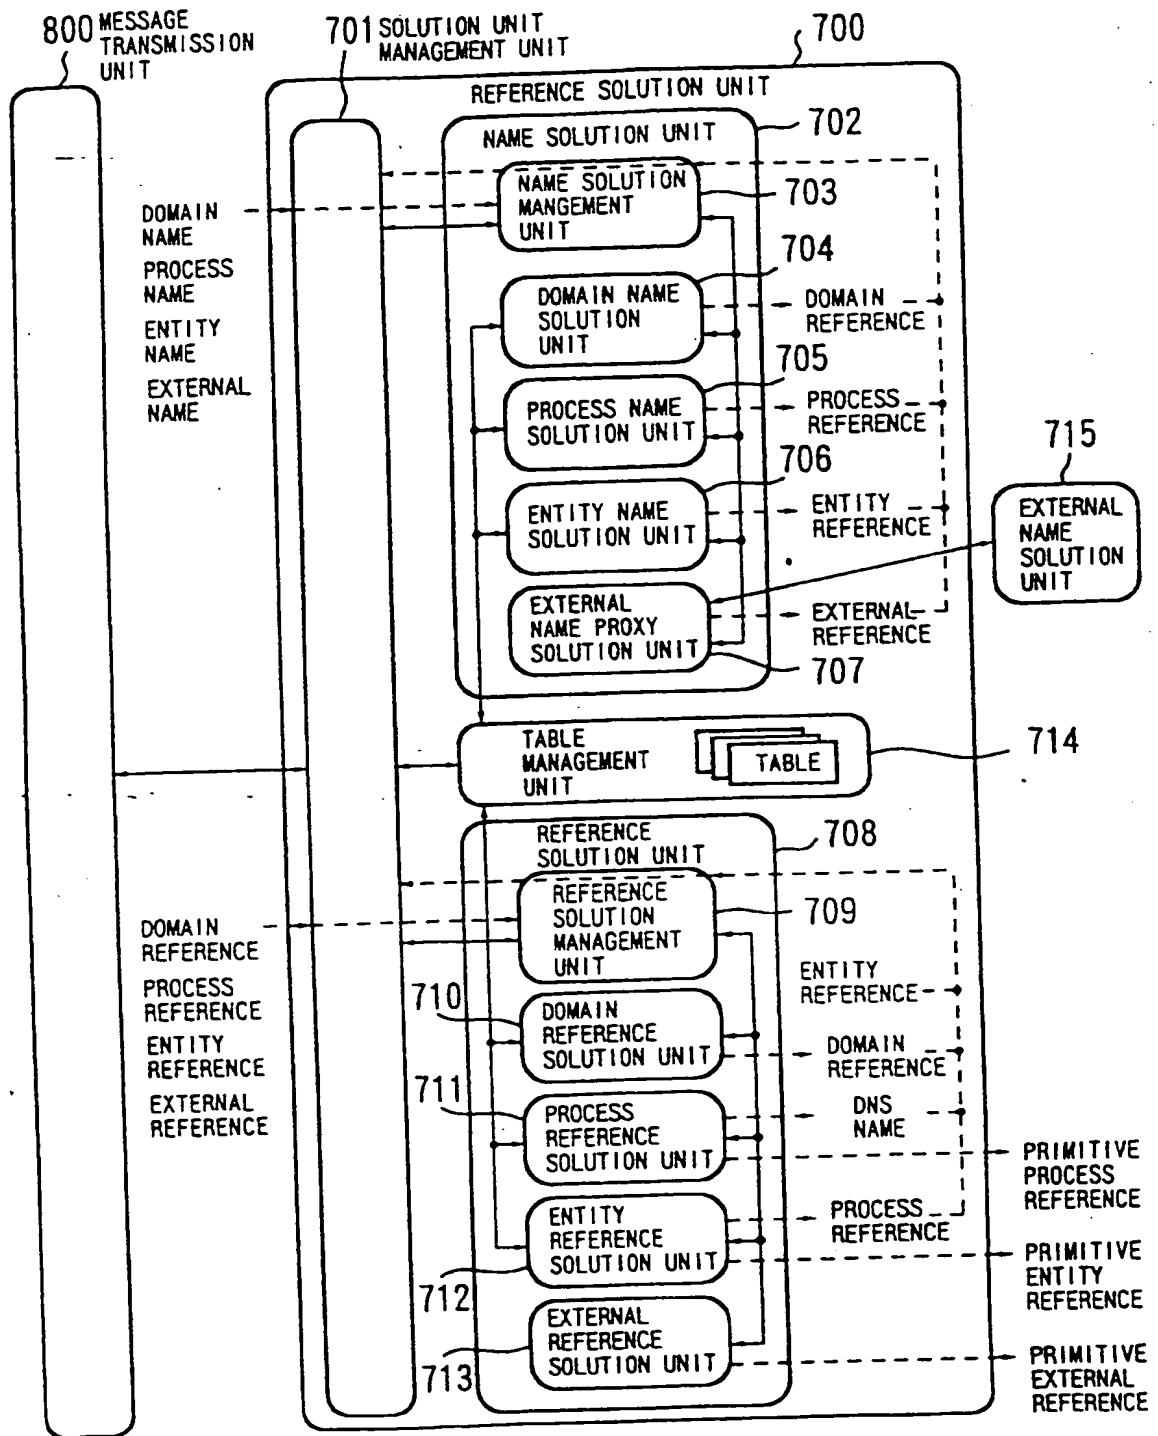 800 MESSAGE
TRANSMISSION
UNIT
701 SOLUTION UNIT
MANAGEMENT UNIT
700
REFERENCE SOLUTION UNIT
NAME SOLUTION UNIT
702
NAME SOLUTION
MANGEMENT
UNIT
703
DOMAIN
NAME
PROCESS
NAME
ENTITY
NAME
EXTERNAL
NAME
704
DOMAIN NAME
SOLUTION
UNIT
DOMAIN
REFERENCE
705
PROCESS NAME
SOLUTION UNIT
PROCESS
REFERENCE
706
ENTITY NAME
SOLUTION UNIT
ENTITY
REFERENCE
715
EXTERNAL
NAME
SOLUTION
UNIT
EXTERNAL
NAME PROXY
SOLUTION UNIT
EXTERNAL
REFERENCE
707
TABLE
MANAGEMENT
UNIT
TABLE
714
REFERENCE
SOLUTION UNIT
708
REFERENCE
SOLUTION
MANAGEMENT
UNIT
709
DOMAIN
REFERENCE
PROCESS
REFERENCE
ENTITY
REFERENCE
EXTERNAL
REFERENCE
ENTITY
REFERENCE
710
DOMAIN
REFERENCE
SOLUTION UNIT
DOMAIN
REFERENCE
711
PROCESS
REFERENCE
SOLUTION UNIT
DNS
NAME
PRIMITIVE
PROCESS
REFERENCE
ENTITY
REFERENCE
SOLUTION UNIT
PROCESS
REFERENCE
712
PRIMITIVE
ENTITY
REFERENCE
EXTERNAL
REFERENCE
SOLUTION UNIT
713
PRIMITIVE
EXTERNAL
REFERENCE